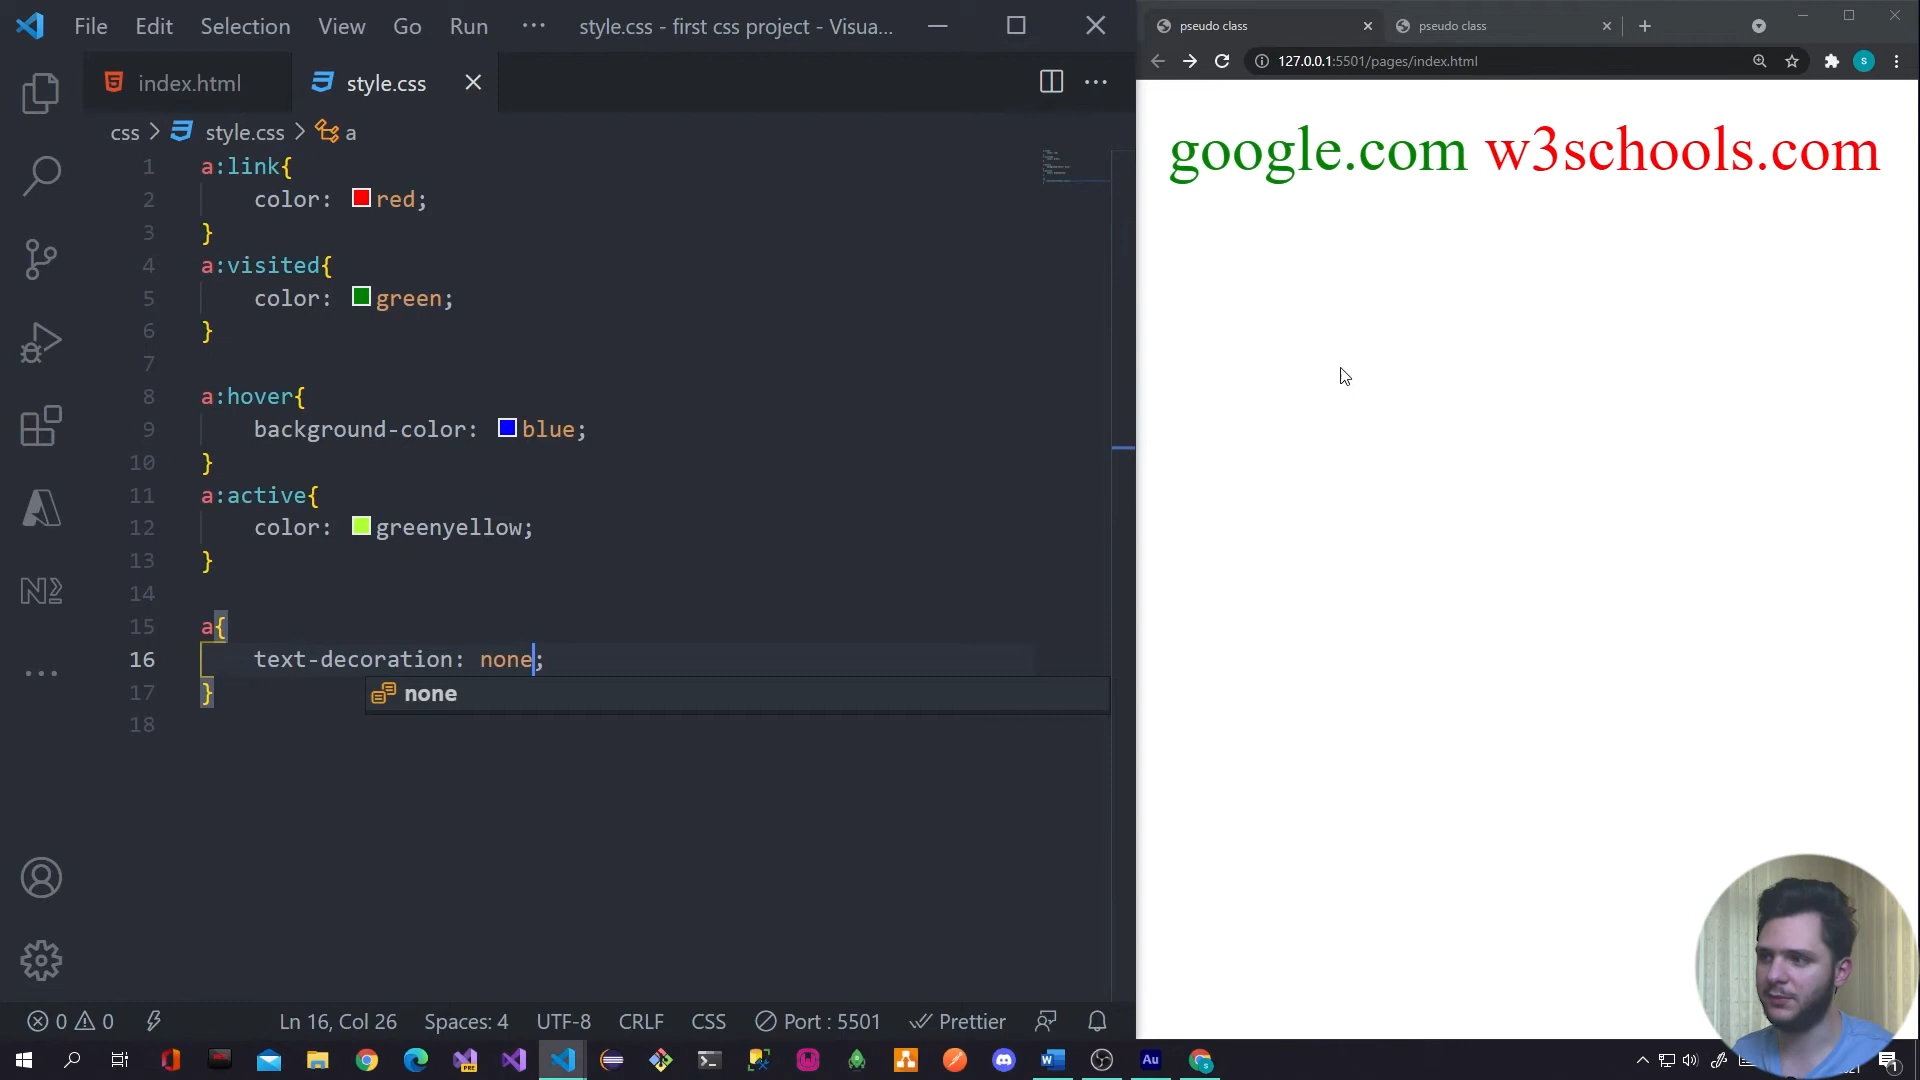 File Edit Selection View Go Run ··· style.css - first css project - Visua...
index.html style.css
css > style.css > a
1 a:link{
2 color: red;
3 }
4 a:visited{
5 color: green;
6 }
7
8 a:hover{
9 background-color: blue;
10 }
11 a:active{
12 color: greenyellow;
13 }
14
15 a{
16 text-decoration: none;
17 }
none
18
0 0 Ln 16, Col 26 Spaces: 4 UTF-8 CRLF CSS Port : 5501 Prettier
pseudo class pseudo class
127.0.0.1:5501/pages/index.html S
google.com w3schools.com
PRE W Au
1